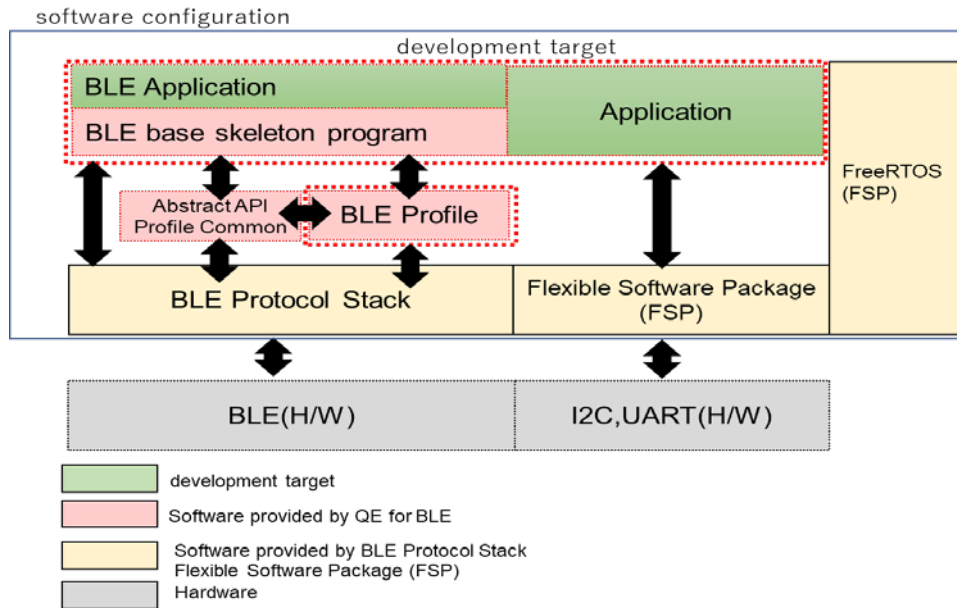 software configuration
development target
BLE Application
BLE base skeleton program
Application
FreeRTOS
(FSP)
Abstract API
Profile Common
BLE Profile
BLE Protocol Stack
Flexible Software Package
(FSP)
BLE(H/W)
I2C,UART(H/W)
development target
Software provided by QE for BLE
Software provided by BLE Protocol Stack
Flexible Software Package (FSP)
Hardware